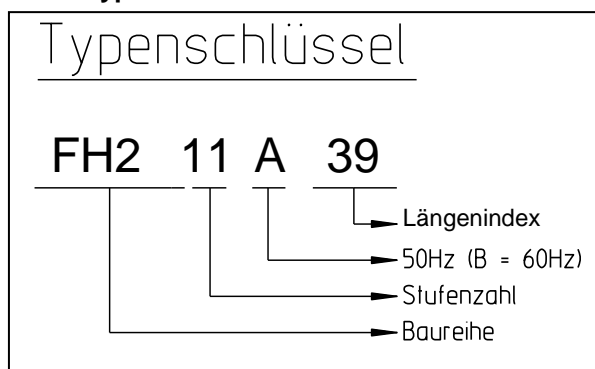 Typenschlüssel
FH2 11 A 39
Längenindex
50Hz (B = 60Hz)
Stufenzahl
Baureihe